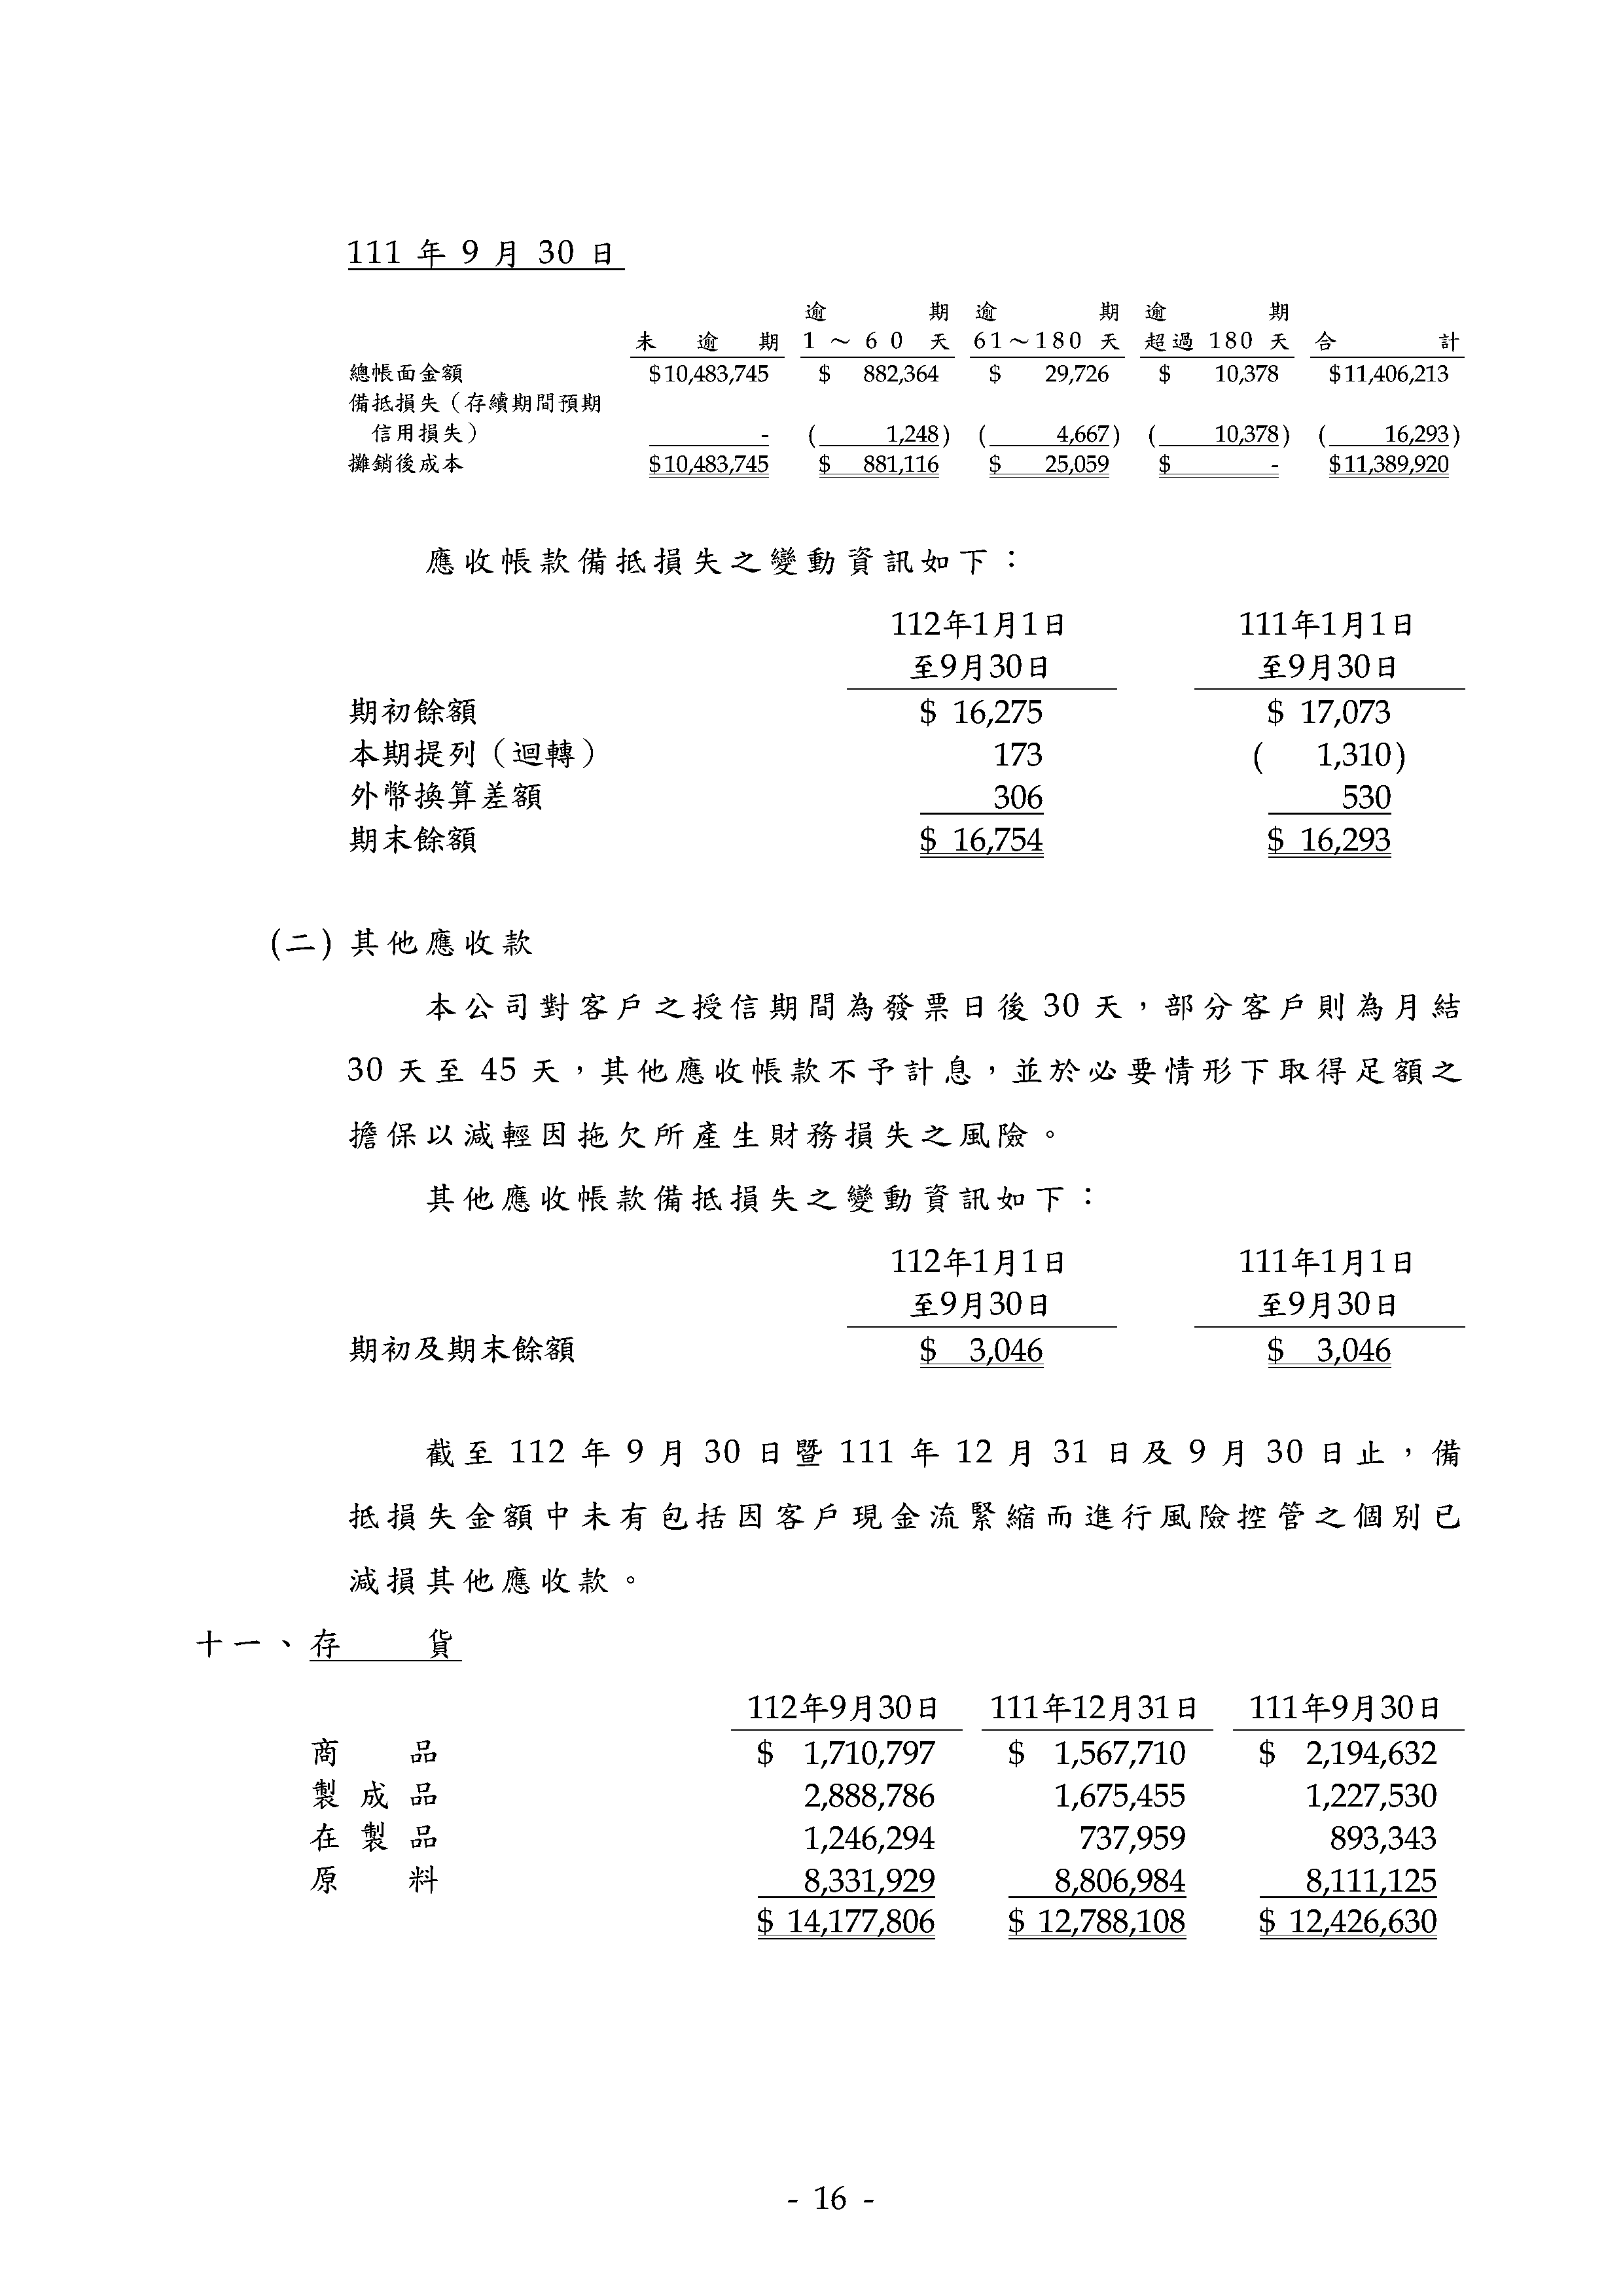 111 年 9 月 30 日
逾期 逾期 逾期
未逾期 1～60 天 61～180 天 超過 180 天 合計
總帳面金額 $10,483,745 $ 882,364 $ 29,726 $ 10,378 $11,406,213
備抵損失（存續期間預期
信用損失） - ( 1,248) ( 4,667) ( 10,378) ( 16,293)
攤銷後成本 $10,483,745 $ 881,116 $ 25,059 $ - $11,389,920
應收帳款備抵損失之變動資訊如下：
112年1月1日 111年1月1日
至9月30日 至9月30日
期初餘額 $ 16,275 $ 17,073
本期提列（迴轉） 173 ( 1,310)
外幣換算差額 306 530
期末餘額 $ 16,754 $ 16,293
(二) 其他應收款
本公司對客戶之授信期間為發票日後 30 天，部分客戶則為月結
30 天至 45 天，其他應收帳款不予計息，並於必要情形下取得足額之
擔保以減輕因拖欠所產生財務損失之風險。
其他應收帳款備抵損失之變動資訊如下：
112年1月1日 111年1月1日
至9月30日 至9月30日
期初及期末餘額 $ 3,046 $ 3,046
截至 112 年 9 月 30 日暨 111 年 12 月 31 日及 9 月 30 日止，備
抵損失金額中未有包括因客戶現金流緊縮而進行風險控管之個別已
減損其他應收款。
十一、存貨
112年9月30日 111年12月31日 111年9月30日
商品 $ 1,710,797 $ 1,567,710 $ 2,194,632
製成品 2,888,786 1,675,455 1,227,530
在製品 1,246,294 737,959 893,343
原料 8,331,929 8,806,984 8,111,125
$ 14,177,806 $ 12,788,108 $ 12,426,630
- 16 -